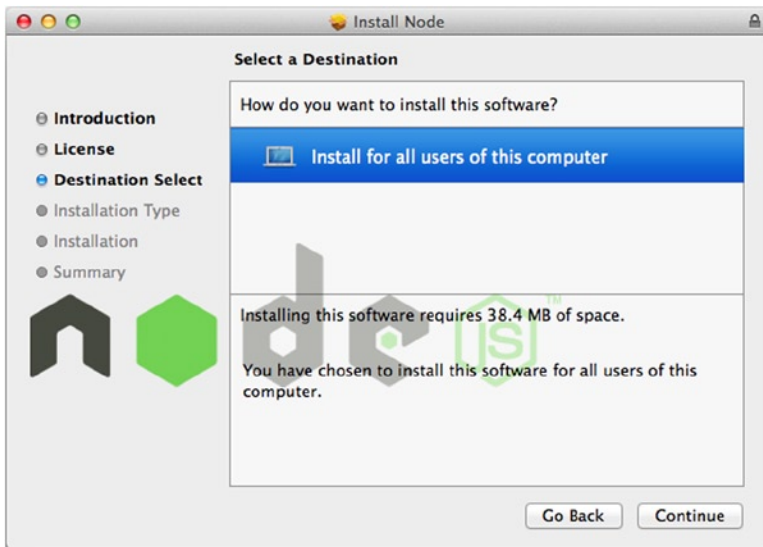 Install Node
Select a Destination
Introduction
License
Destination Select
Installation Type
Installation
Summary
How do you want to install this software?
Install for all users of this computer
Installing this software requires 38.4 MB of space.
You have chosen to install this software for all users of this
computer.
node
JS™
Go Back
Continue